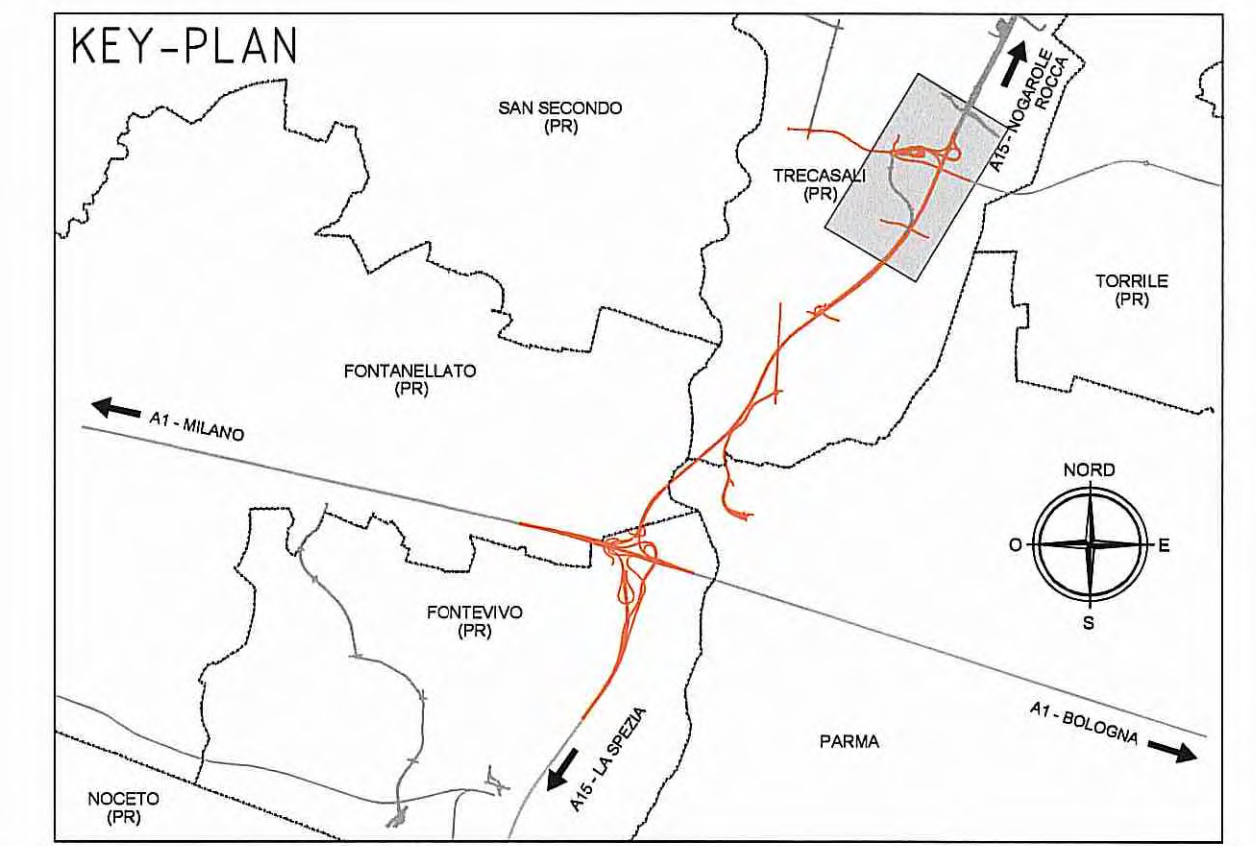 KEY-PLAN
SAN SECONDO
(PR)
A15 - NOGAROLE
ROCCA
TRECASALI
(PR)
TORRILE
(PR)
FONTANELLATO
(PR)
A1 - MILANO
NORD
O
E
S
FONTEVIVO
(PR)
A1 - BOLOGNA
PARMA
A15 - LA SPEZIA
NOCETO
(PR)